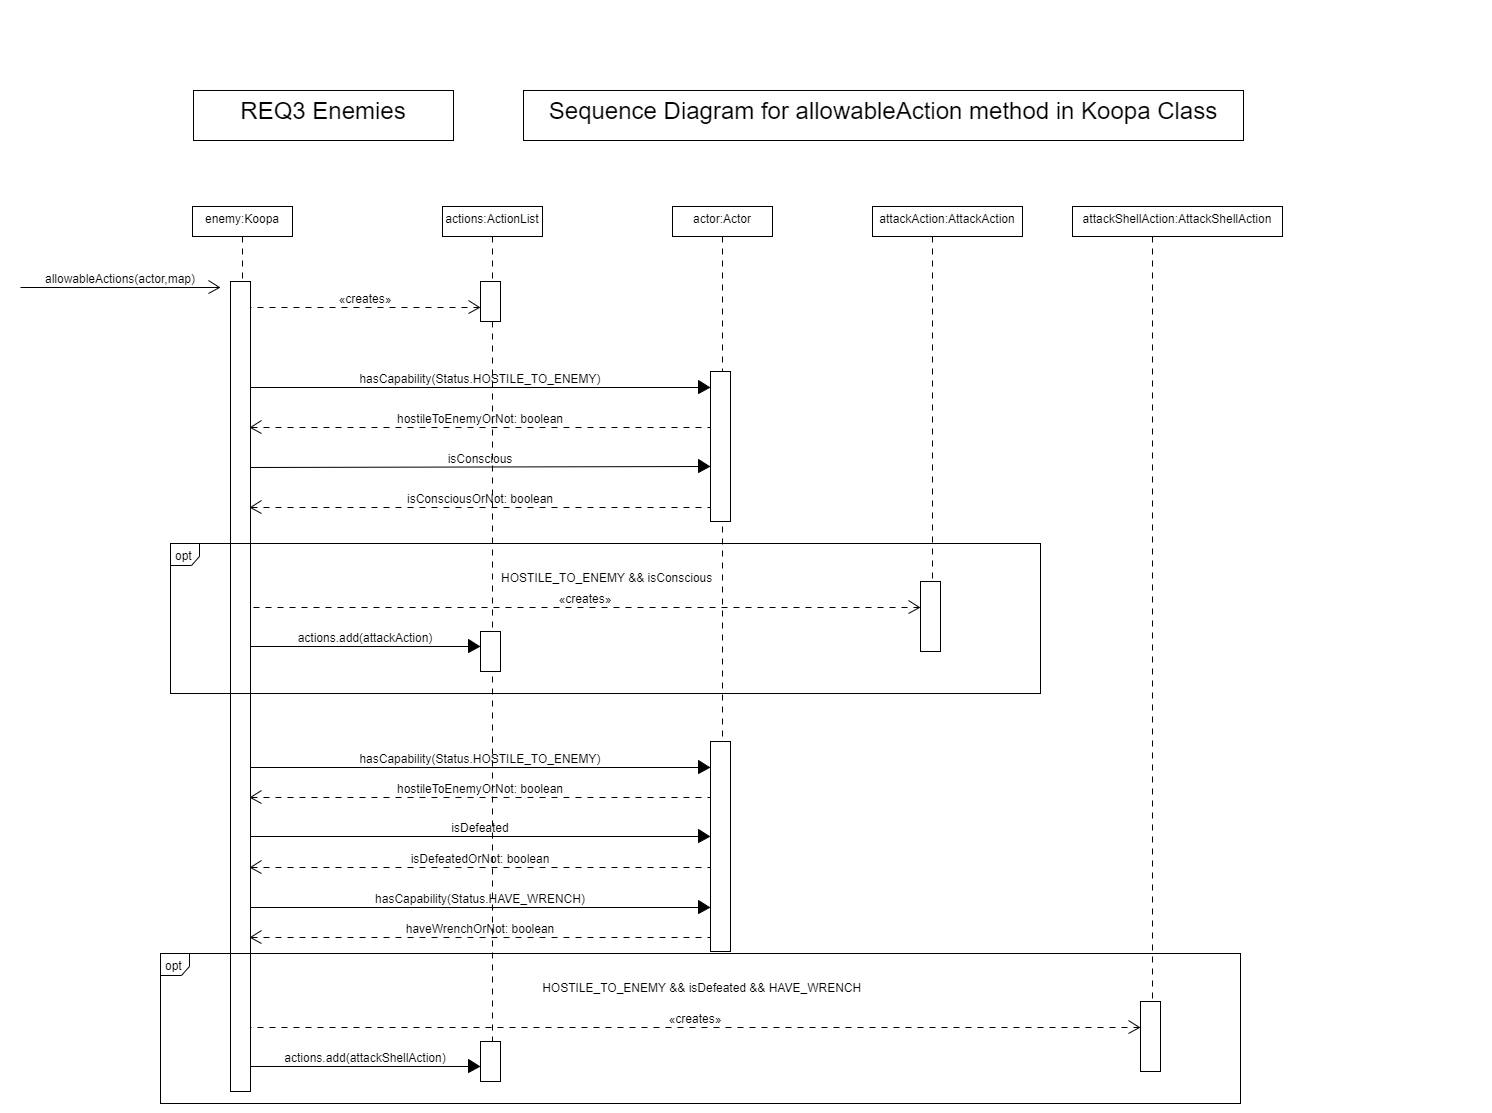 REQ3 Enemies
Sequence Diagram for allowableAction method in Koopa Class
enemy:Koopa
actions:ActionList
actor:Actor
attackAction:AttackAction
attackShellAction:AttackShellAction
allowableActions(actor,map)
«creates»
hasCapability(Status.HOSTILE_TO_ENEMY)
hostileToEnemyOrNot: boolean
isConscious
isConsciousOrNot: boolean
opt
HOSTILE_TO_ENEMY && isConscious
«creates»
actions.add(attackAction)
hasCapability(Status.HOSTILE_TO_ENEMY)
hostileToEnemyOrNot: boolean
isDefeated
isDefeatedOrNot: boolean
hasCapability(Status.HAVE_WRENCH)
haveWrenchOrNot: boolean
opt
HOSTILE_TO_ENEMY && isDefeated && HAVE_WRENCH
«creates»
actions.add(attackShellAction)